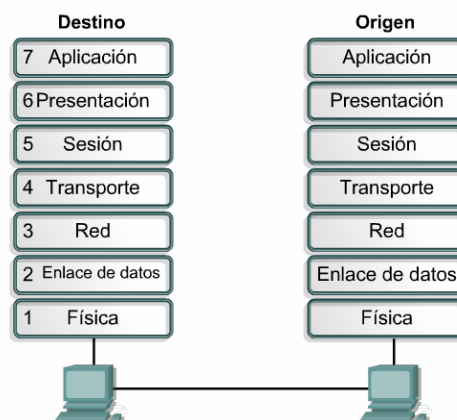 Destino
7 Aplicación
6 Presentación
5 Sesión
4 Transporte
3 Red
2 Enlace de datos
1 Física
Origen
Aplicación
Presentación
Sesión
Transporte
Red
Enlace de datos
Física